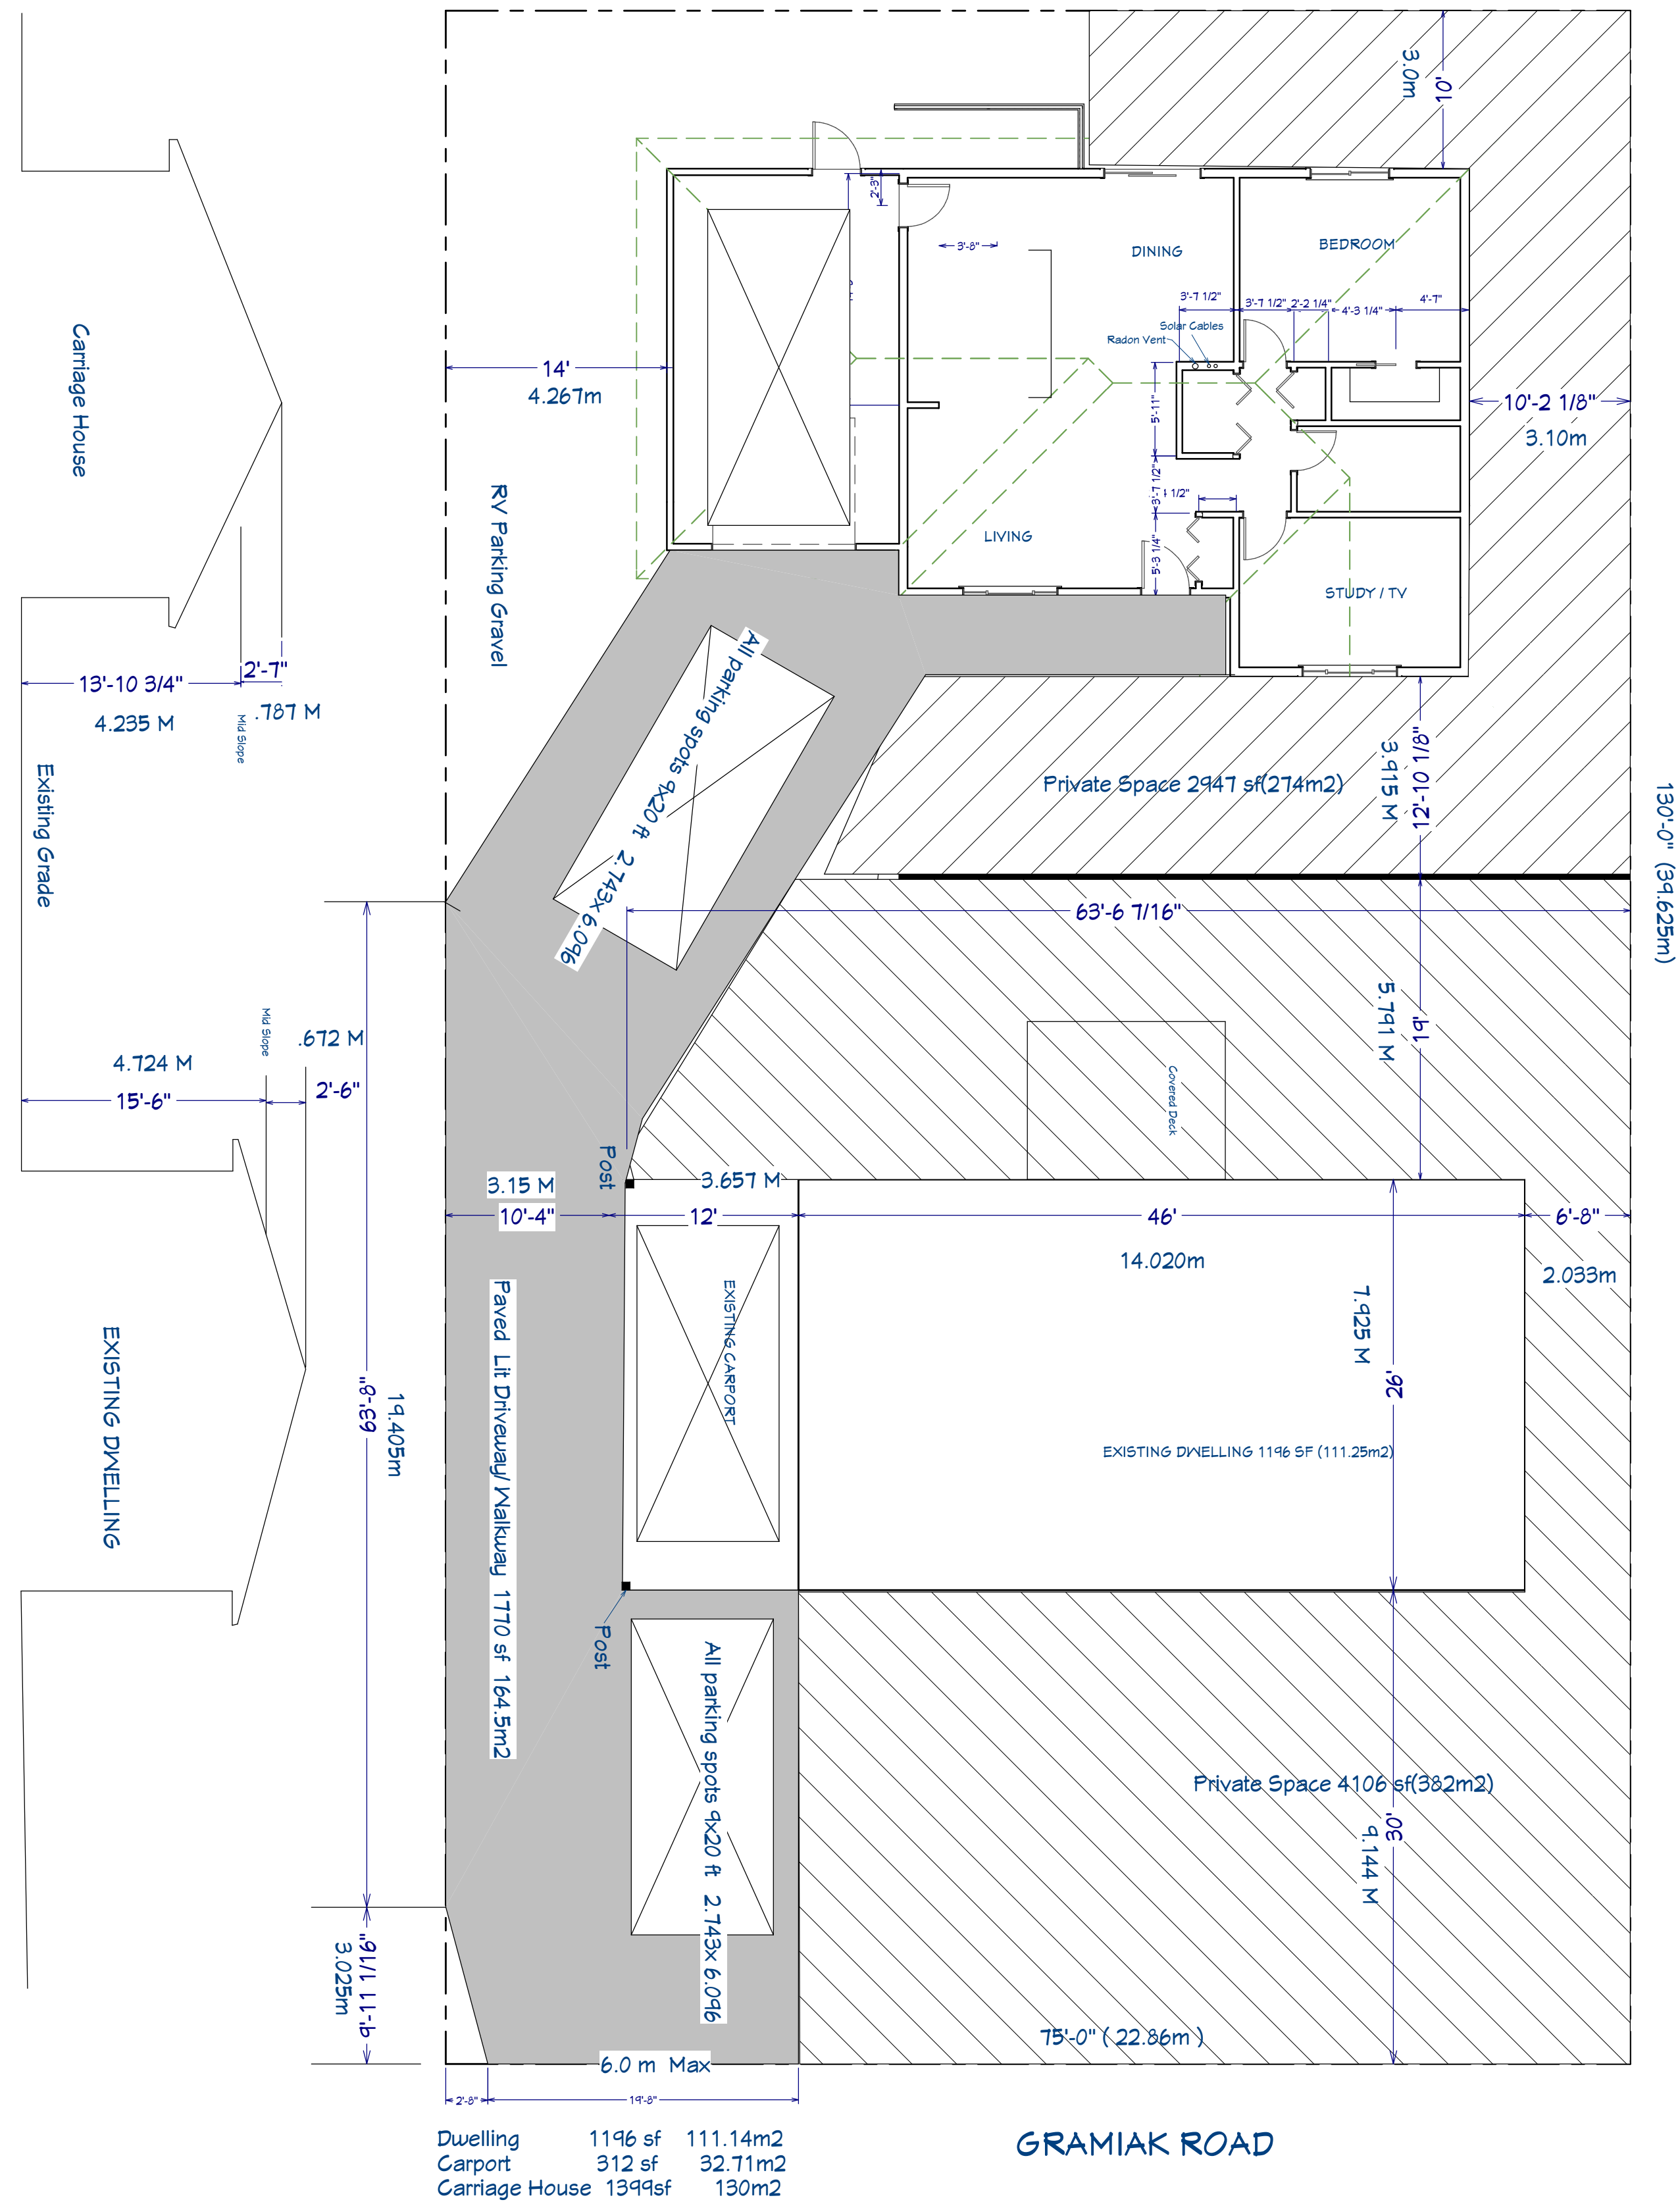 3.0m
10'
2'-3"
3'-8"
DINING
BEDROOM
3'-7 1/2"
3'-7 1/2"
2'-2 1/4"
4'-3 1/4"
4'-7"
Solar Cables
Radon Vent
Carriage House
14'
4.267m
5'-11"
10'-2 1/8"
3.10m
RV Parking Gravel
3'-7 1/2"
1/2"
LIVING
5'-3 1/4"
STUDY / TV
2'-7"
13'-10 3/4"
.787 M
4.235 M
Mid Slope
All parking spots 9x20 ft 2.743x 6.096
Existing Grade
Private Space 2947 sf(274m2)
3.915 M
12'-10 1/8"
130'-0" (39.625m)
63'-6 7/16"
5.791 M
19'
Mid Slope
.672 M
4.724 M
15'-6"
2'-6"
Covered Deck
Post
3.15 M
3.657 M
10'-4"
12'
46'
6'-8"
14.020m
2.033m
EXISTING DWELLING
63'-8"
19.405m
Paved Lit Driveway/ Walkway 1770 sf 164.5m2
EXISTING CARPORT
7.925 M
26'
EXISTING DWELLING 1196 SF (111.25m2)
Post
All parking spots 9x20 ft 2.743x 6.096
Private Space 4106 sf(382m2)
30'
9.144 M
3.025m
9'-11 1/16"
75'-0" ( 22.86m )
6.0 m Max
2'-8"
19'-8"
GRAMIAK ROAD
Dwelling 1196 sf 111.14m2
Carport 312 sf 32.71m2
Carriage House 1399sf 130m2